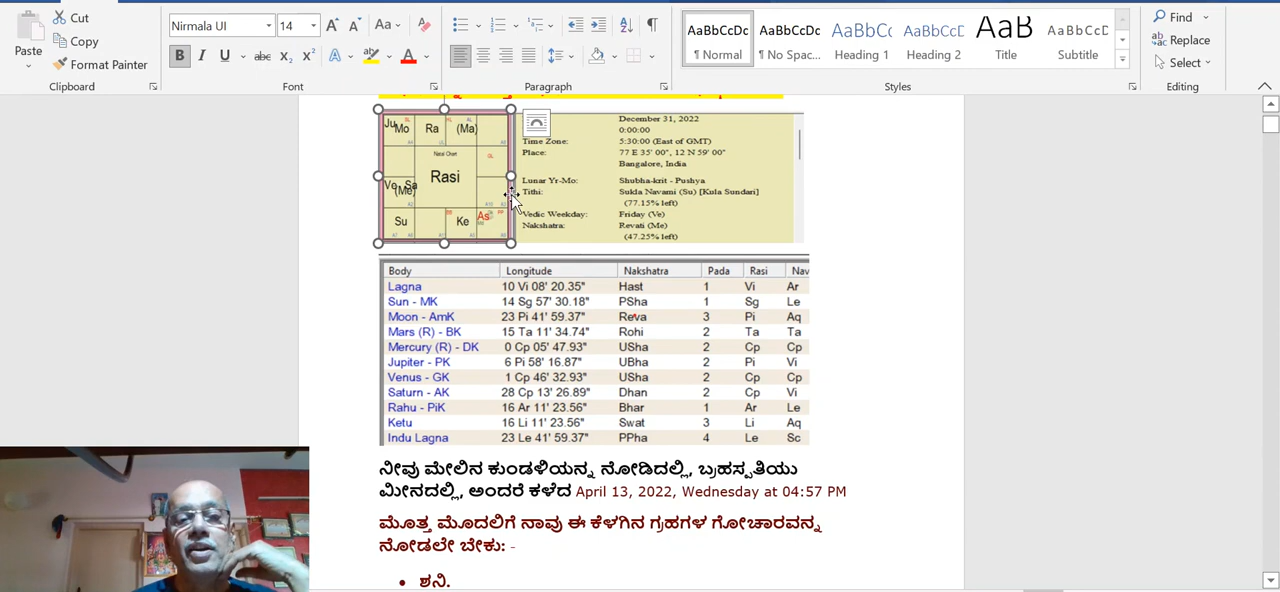 Cut
Nirmala UI 14 Aa
Find
Copy
Replace
Paste
Format Painter
B I U abc X₂ X² A A
Select
AaBbCcDc AaBbCcDc AaBbCc AaBbCcDc AaB AaBbCcD
¶ Normal ¶ No Spac... Heading 1 Heading 2 Title Subtitle
Clipboard Font Paragraph Styles Editing
Ju Mo Ra (Ma)
Natal Chart
Rasi
Ve Sa
(Me)
Su Ke As
December 31, 2022
0:00:00
Time Zone: 5:30:00 (East of GMT)
Place: 77 E 35' 00", 12 N 59' 00"
Bangalore, India
Lunar Yr-Mo: Shubha-krit - Pushya
Tithi: Sukla Navami (Su) [Kula Sundari]
(77.15% left)
Vedic Weekday: Friday (Ve)
Nakshatra: Revati (Me)
(47.25% left)
Body Longitude Nakshatra Pada Rasi Nav
Lagna 10 Vi 08' 20.35" Hast 1 Vi Ar
Sun - MK 14 Sg 57' 30.18" PSha 1 Sg Le
Moon - AmK 23 Pi 41' 59.37" Reva 3 Pi Aq
Mars (R) - BK 15 Ta 11' 34.74" Rohi 2 Ta Ta
Mercury (R) - DK 0 Cp 05' 47.93" USha 2 Cp Cp
Jupiter - PK 6 Pi 58' 16.87" UBha 2 Pi Vi
Venus - GK 1 Cp 46' 32.93" USha 2 Cp Cp
Saturn - AK 28 Cp 13' 26.89" Dhan 2 Cp Vi
Rahu - PiK 16 Ar 11' 23.56" Bhar 1 Ar Le
Ketu 16 Li 11' 23.56" Swat 3 Li Aq
Indu Lagna 23 Le 41' 59.37" PPha 4 Le Sc
ನೀವು ಮೇಲಿನ ಕುಂಡಳಿಯನ್ನ ನೋಡಿದಲ್ಲಿ, ಬ್ರಹಸ್ಪತಿಯು
ಮೀನದಲ್ಲಿ, ಅಂದರೆ ಕಳೆದ April 13, 2022, Wednesday at 04:57 PM
ಮೊತ್ತ ಮೊದಲಿಗೆ ನಾವು ಈ ಕೆಳಗಿನ ಗ್ರಹಗಳ ಗೋಚಾರವನ್ನು
ನೋಡಲೇ ಬೇಕು: -
• ಶನಿ.